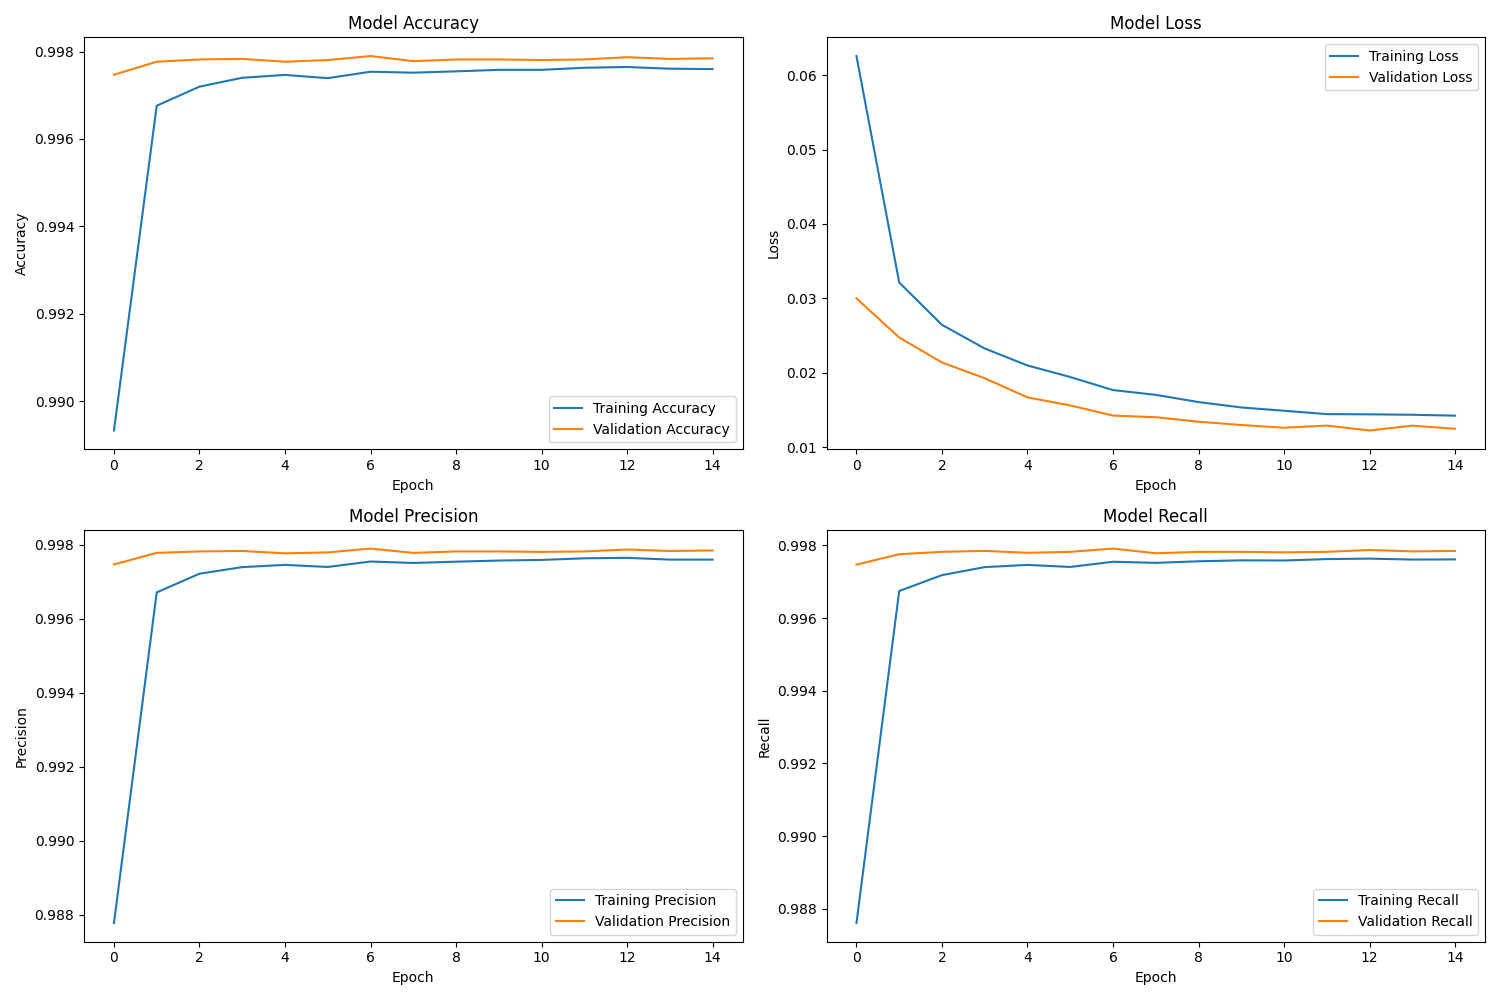 Model Accuracy
Accuracy
0.998
0.996
0.994
0.992
0.990
Training Accuracy
Validation Accuracy
0 2 4 6 8 10 12 14
Epoch
Model Loss
Loss
0.06
0.05
0.04
0.03
0.02
0.01
Training Loss
Validation Loss
0 2 4 6 8 10 12 14
Epoch
Model Precision
Precision
0.998
0.996
0.994
0.992
0.990
0.988
Training Precision
Validation Precision
0 2 4 6 8 10 12 14
Epoch
Model Recall
Recall
0.998
0.996
0.994
0.992
0.990
0.988
Training Recall
Validation Recall
0 2 4 6 8 10 12 14
Epoch